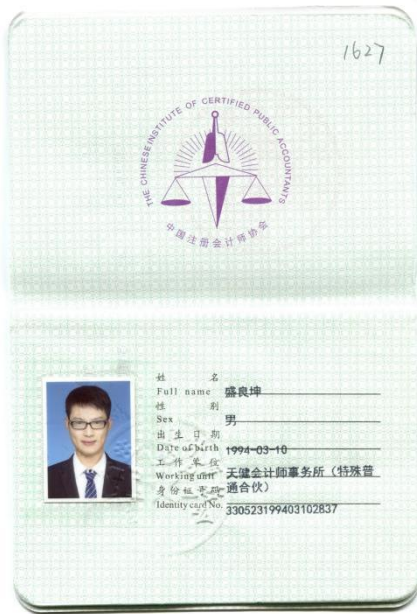 1627
THE CHINESE INSTITUTE OF CERTIFIED PUBLIC ACCOUNTANTS
中国注册会计师协会
姓 名
Full name 盛良坤
性 别
Sex 男
出生日期
Date of birth 1994-03-10
工作单位
Working unit 天健会计师事务所（特殊普
通合伙）
身份证号码
Identity card No. 330523199403102837